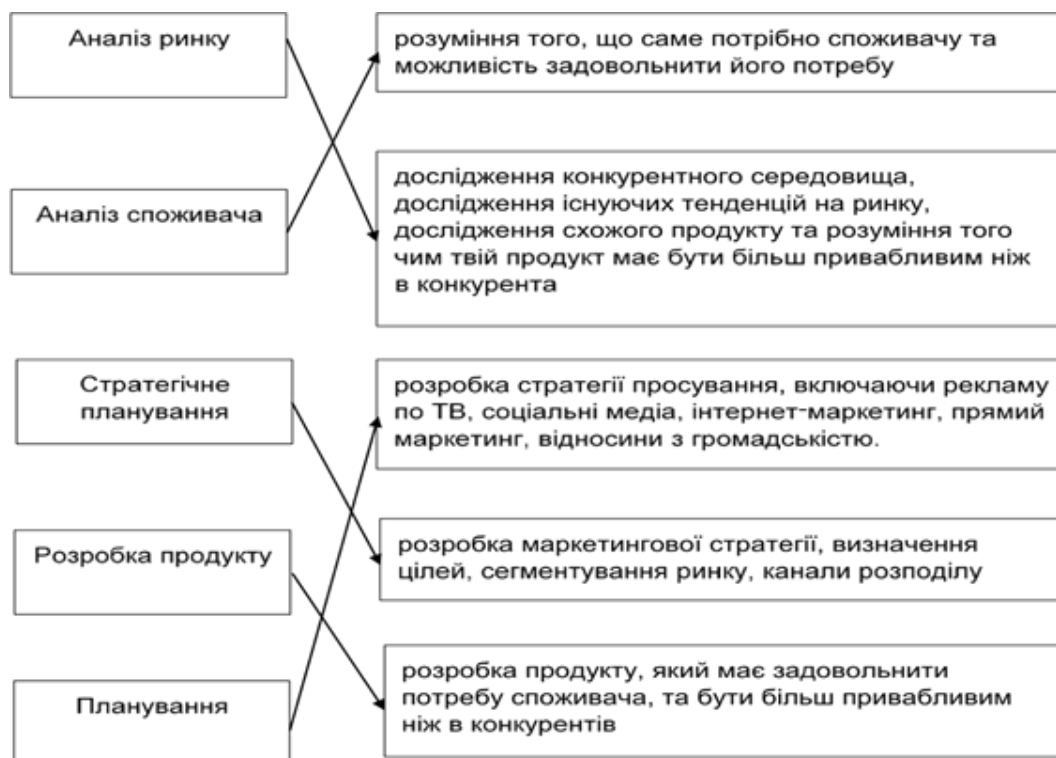 Аналіз ринку
розуміння того, що саме потрібно споживачу та
можливість задовольнити його потребу
Аналіз споживача
дослідження конкурентного середовища,
дослідження існуючих тенденцій на ринку,
дослідження схожого продукту та розуміння того
чим твій продукт має бути більш привабливим ніж
в конкурента
Стратегічне
планування
розробка стратегії просування, включаючи рекламу
по ТВ, соціальні медіа, інтернет-маркетинг, прямий
маркетинг, відносини з громадськістю.
Розробка продукту
розробка маркетингової стратегії, визначення
цілей, сегментування ринку, канали розподілу
Планування
розробка продукту, який має задовольнити
потребу споживача, та бути більш привабливим
ніж в конкурентів